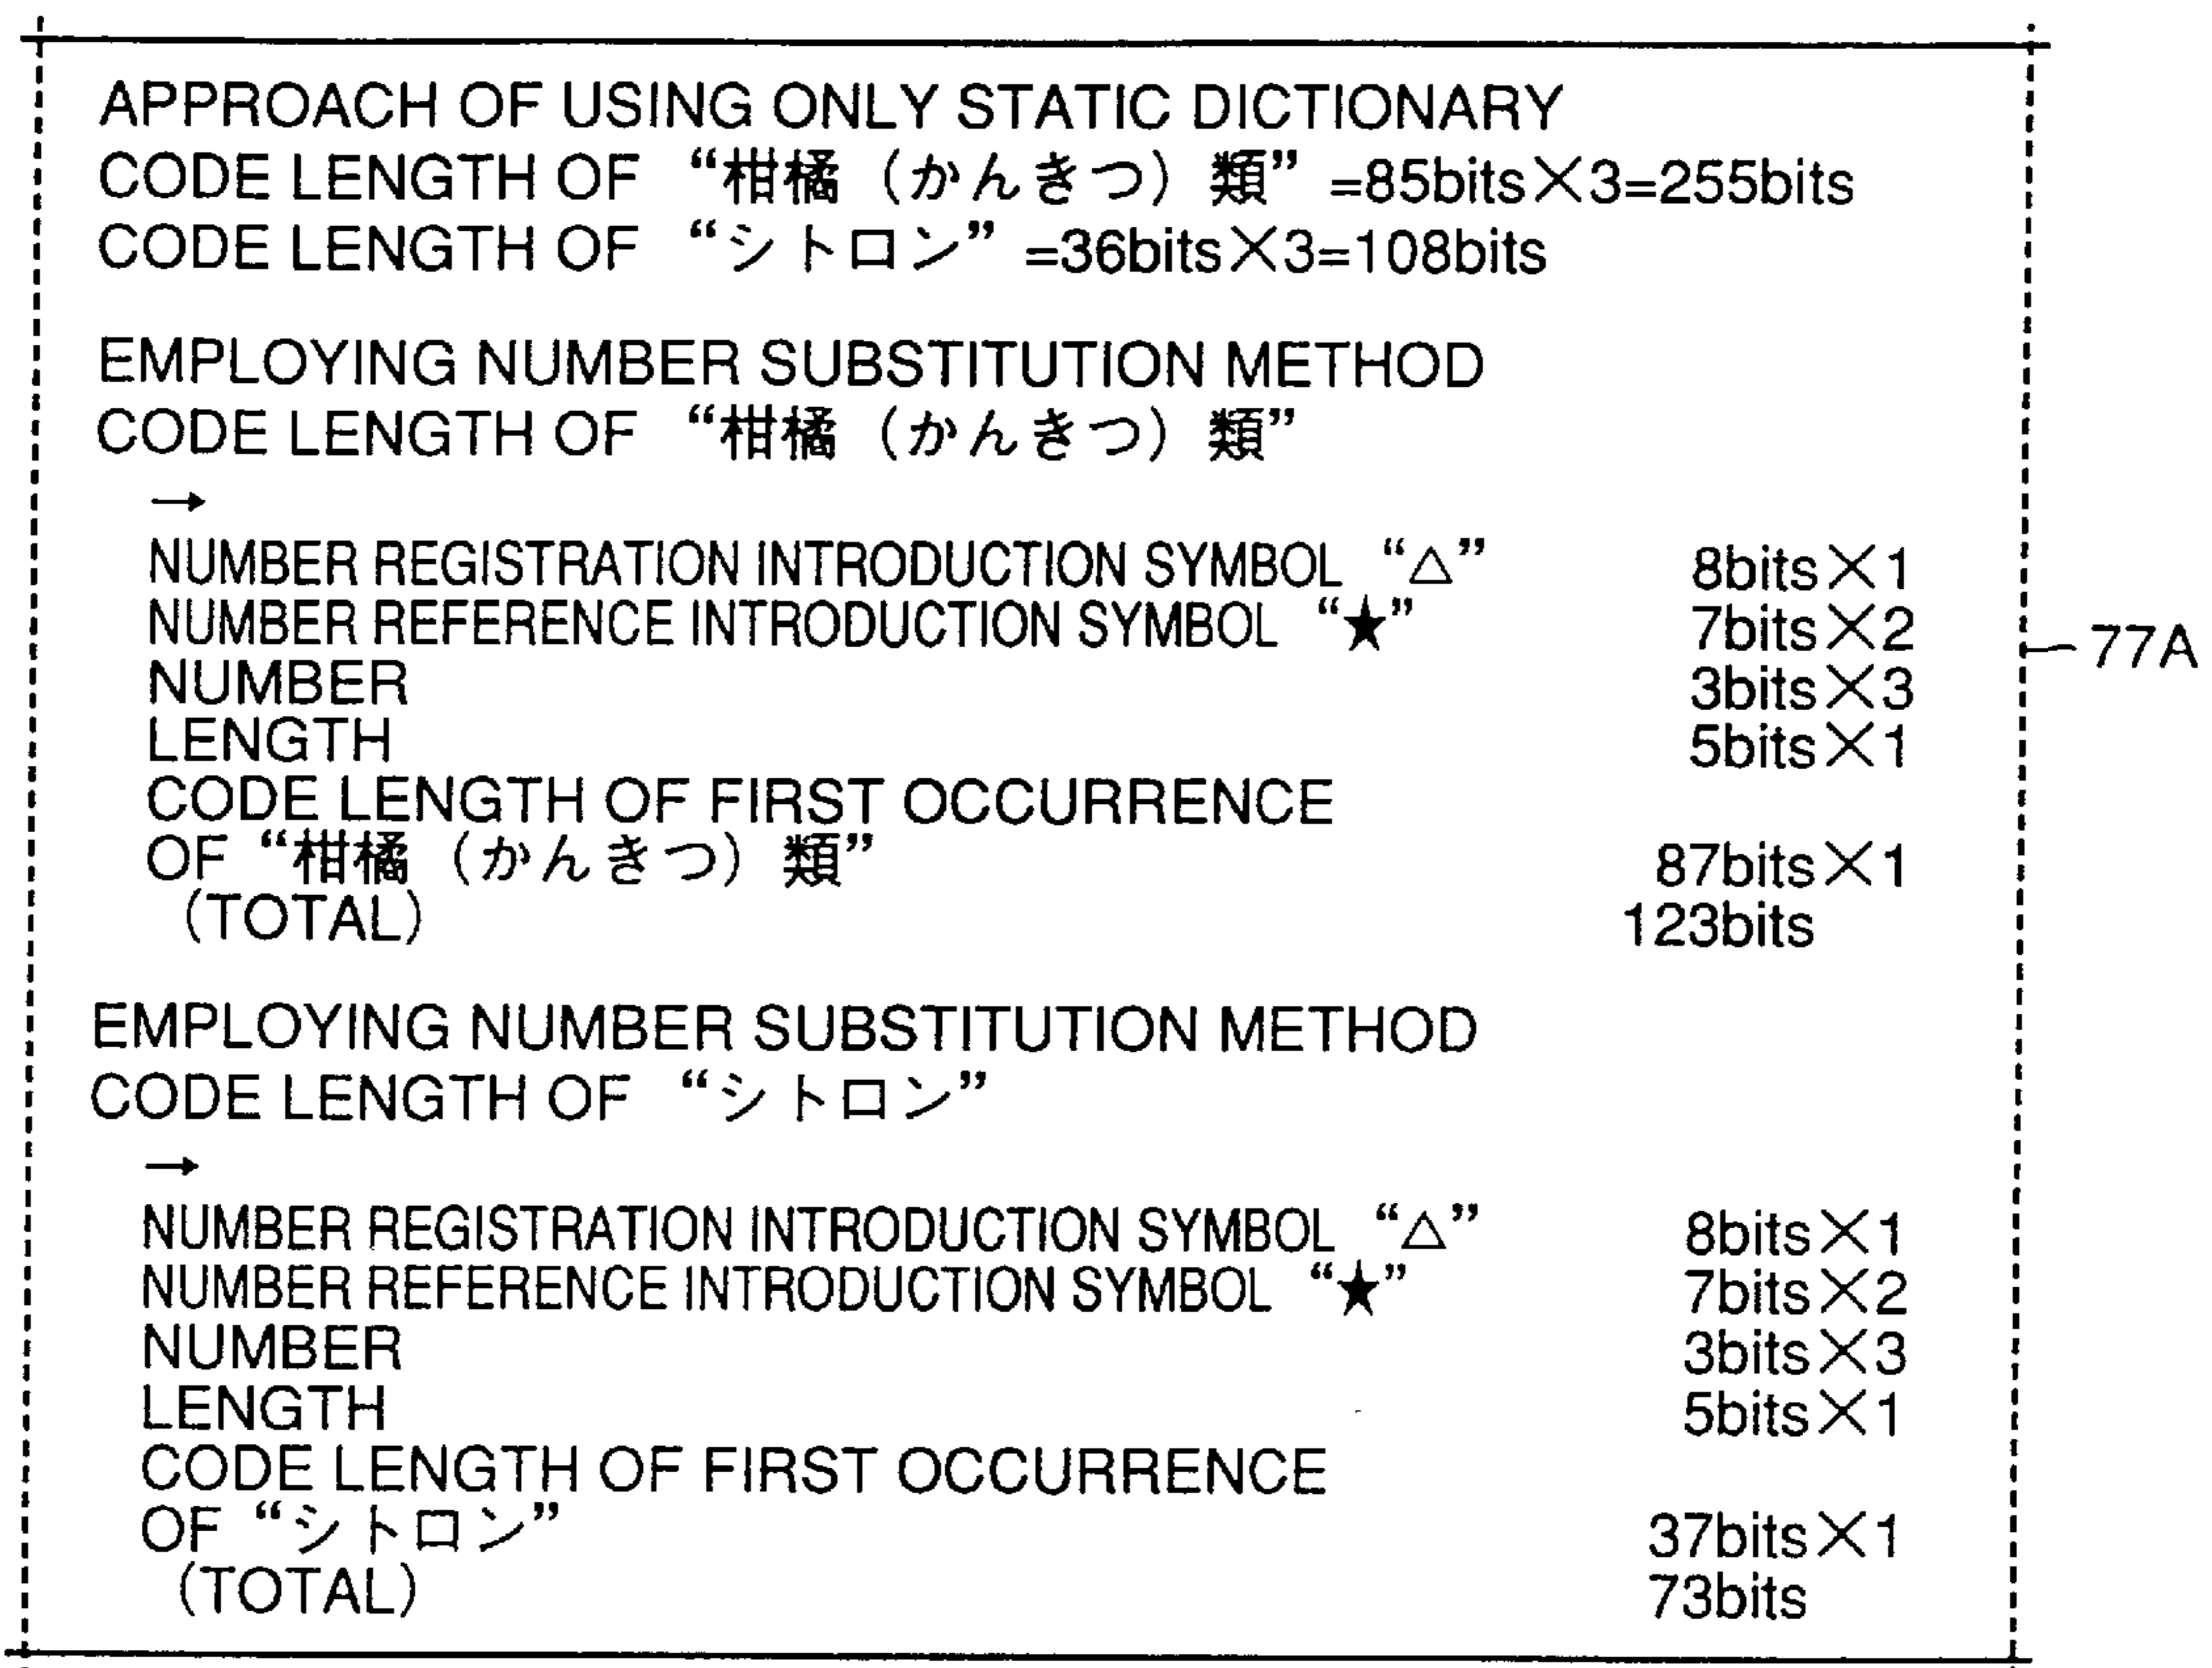 APPROACH OF USING ONLY STATIC DICTIONARY
CODE LENGTH OF “柑橘（かんきつ）類” =85bits×3=255bits
CODE LENGTH OF “シトロン” =36bits×3=108bits
EMPLOYING NUMBER SUBSTITUTION METHOD
CODE LENGTH OF “柑橘（かんきつ）類”
→
NUMBER REGISTRATION INTRODUCTION SYMBOL “△” 8bits×1
NUMBER REFERENCE INTRODUCTION SYMBOL “★” 7bits×2
NUMBER 3bits×3
LENGTH 5bits×1
CODE LENGTH OF FIRST OCCURRENCE
OF “柑橘（かんきつ）類” 87bits×1
(TOTAL) 123bits
EMPLOYING NUMBER SUBSTITUTION METHOD
CODE LENGTH OF “シトロン”
→
NUMBER REGISTRATION INTRODUCTION SYMBOL “△” 8bits×1
NUMBER REFERENCE INTRODUCTION SYMBOL “★” 7bits×2
NUMBER 3bits×3
LENGTH 5bits×1
CODE LENGTH OF FIRST OCCURRENCE
OF “シトロン” 37bits×1
(TOTAL) 73bits
77A